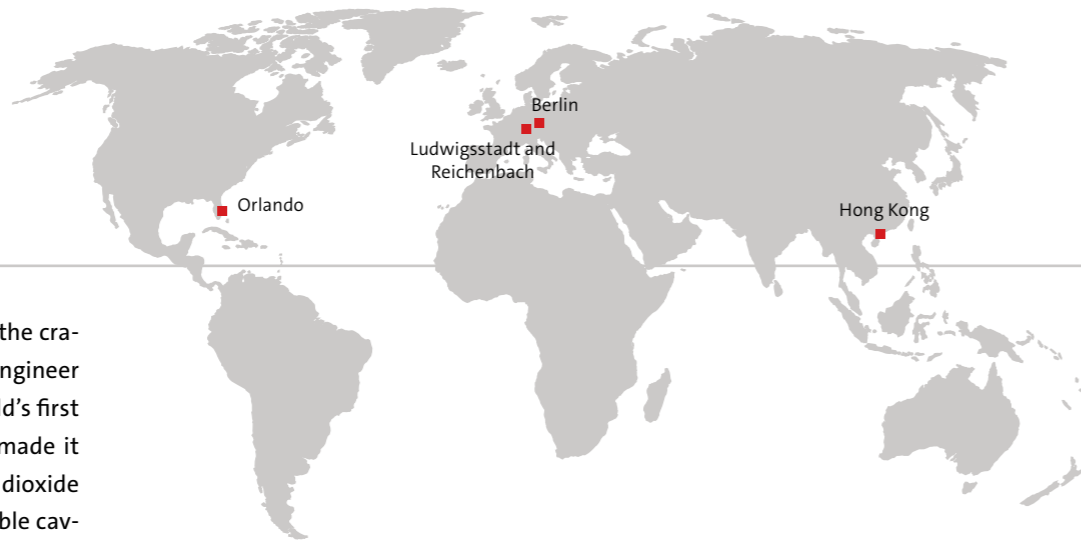 Berlin
Ludwigsstadt and
Reichenbach
Orlando
Hong Kong
the cra-
ngineer
ld’s first
made it
dioxide
ble cav-